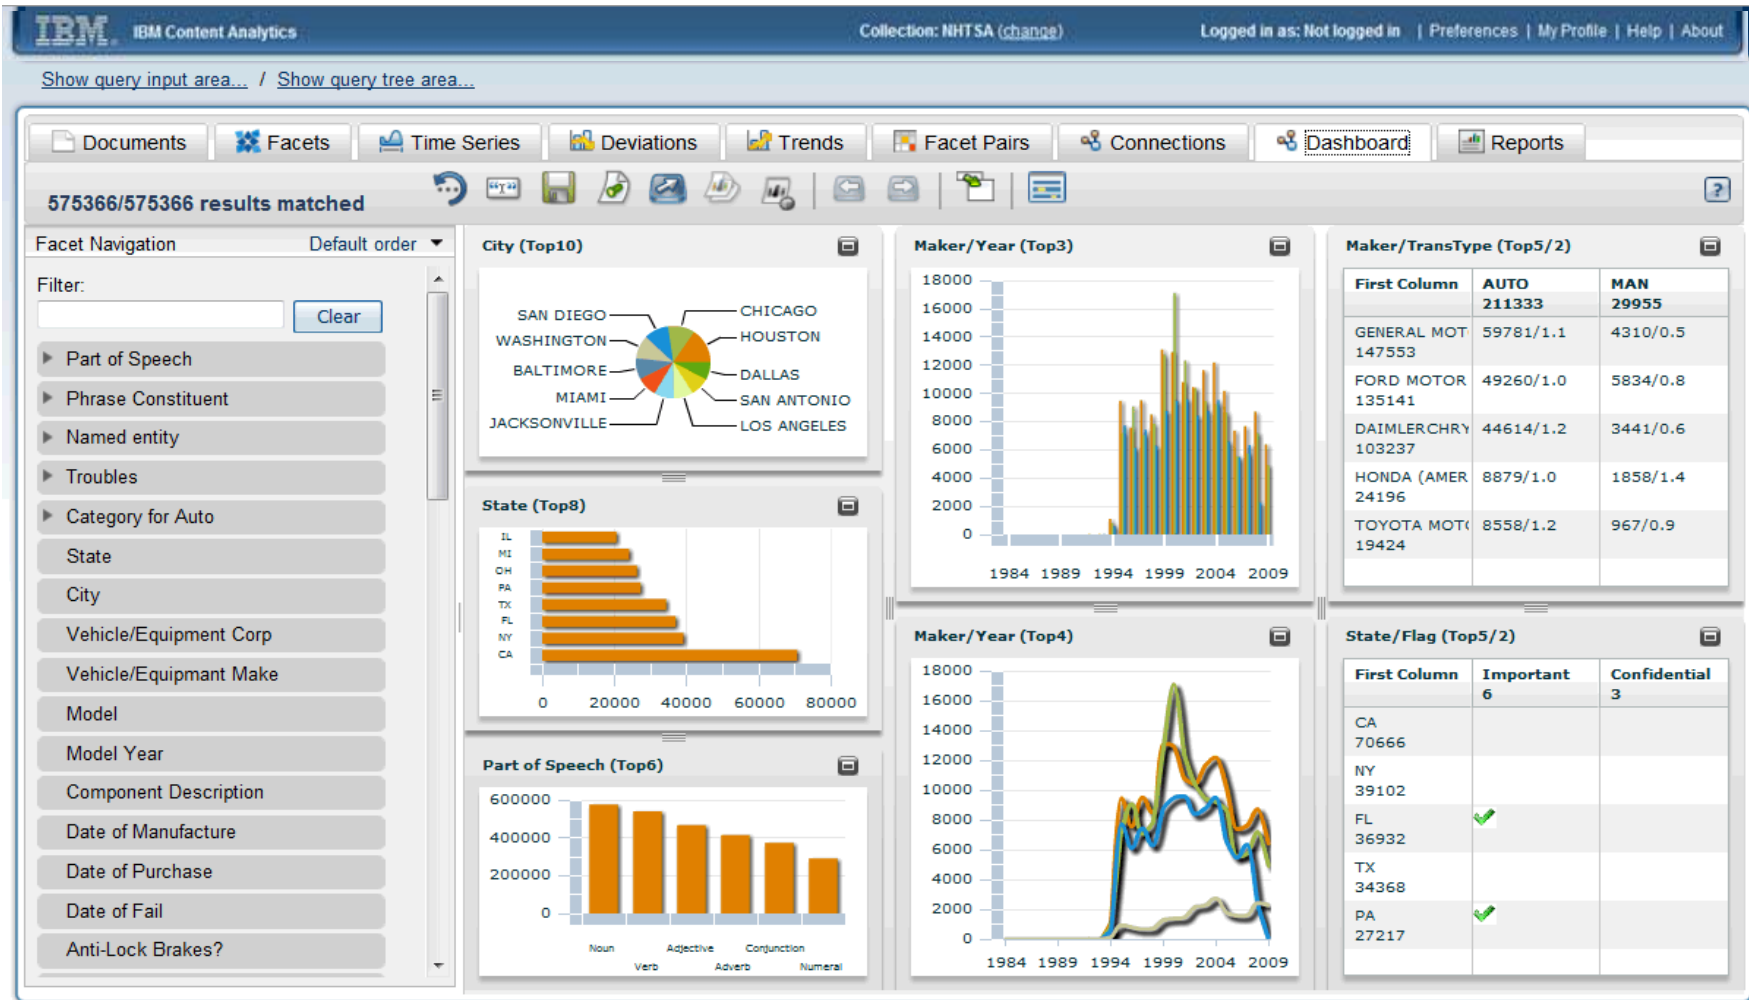 IBM. IBM Content Analytics Collection: NHTSA (change) Logged in as: Not logged in | Preferences | My Profile | Help | About
Show query input area... / Show query tree area...
Documents Facets Time Series Deviations Trends Facet Pairs Connections Dashboard Reports
575366/575366 results matched
?
Facet Navigation Default order
Filter:
Clear
Part of Speech
Phrase Constituent
Named entity
Troubles
Category for Auto
State
City
Vehicle/Equipment Corp
Vehicle/Equipmant Make
Model
Model Year
Component Description
Date of Manufacture
Date of Purchase
Date of Fail
Anti-Lock Brakes?
City (Top10)
SAN DIEGO
CHICAGO
WASHINGTON
HOUSTON
BALTIMORE
DALLAS
MIAMI
SAN ANTONIO
JACKSONVILLE
LOS ANGELES
State (Top8)
IL
MI
OH
PA
TX
FL
NY
CA
0 20000 40000 60000 80000
Part of Speech (Top6)
600000
400000
200000
0
Noun Adjective Conjunction
Verb Adverb Numeral
Maker/Year (Top3)
18000
16000
14000
12000
10000
8000
6000
4000
2000
0
1984 1989 1994 1999 2004 2009
Maker/Year (Top4)
18000
16000
14000
12000
10000
8000
6000
4000
2000
0
1984 1989 1994 1999 2004 2009
Maker/TransType (Top5/2)
First Column AUTO MAN
211333 29955
GENERAL MOT 59781/1.1 4310/0.5
147553
FORD MOTOR 49260/1.0 5834/0.8
135141
DAIMLERCHRY 44614/1.2 3441/0.6
103237
HONDA (AMER 8879/1.0 1858/1.4
24196
TOYOTA MOT( 8558/1.2 967/0.9
19424
State/Flag (Top5/2)
First Column Important Confidential
6 3
CA
70666
NY
39102
FL
36932
TX
34368
PA
27217